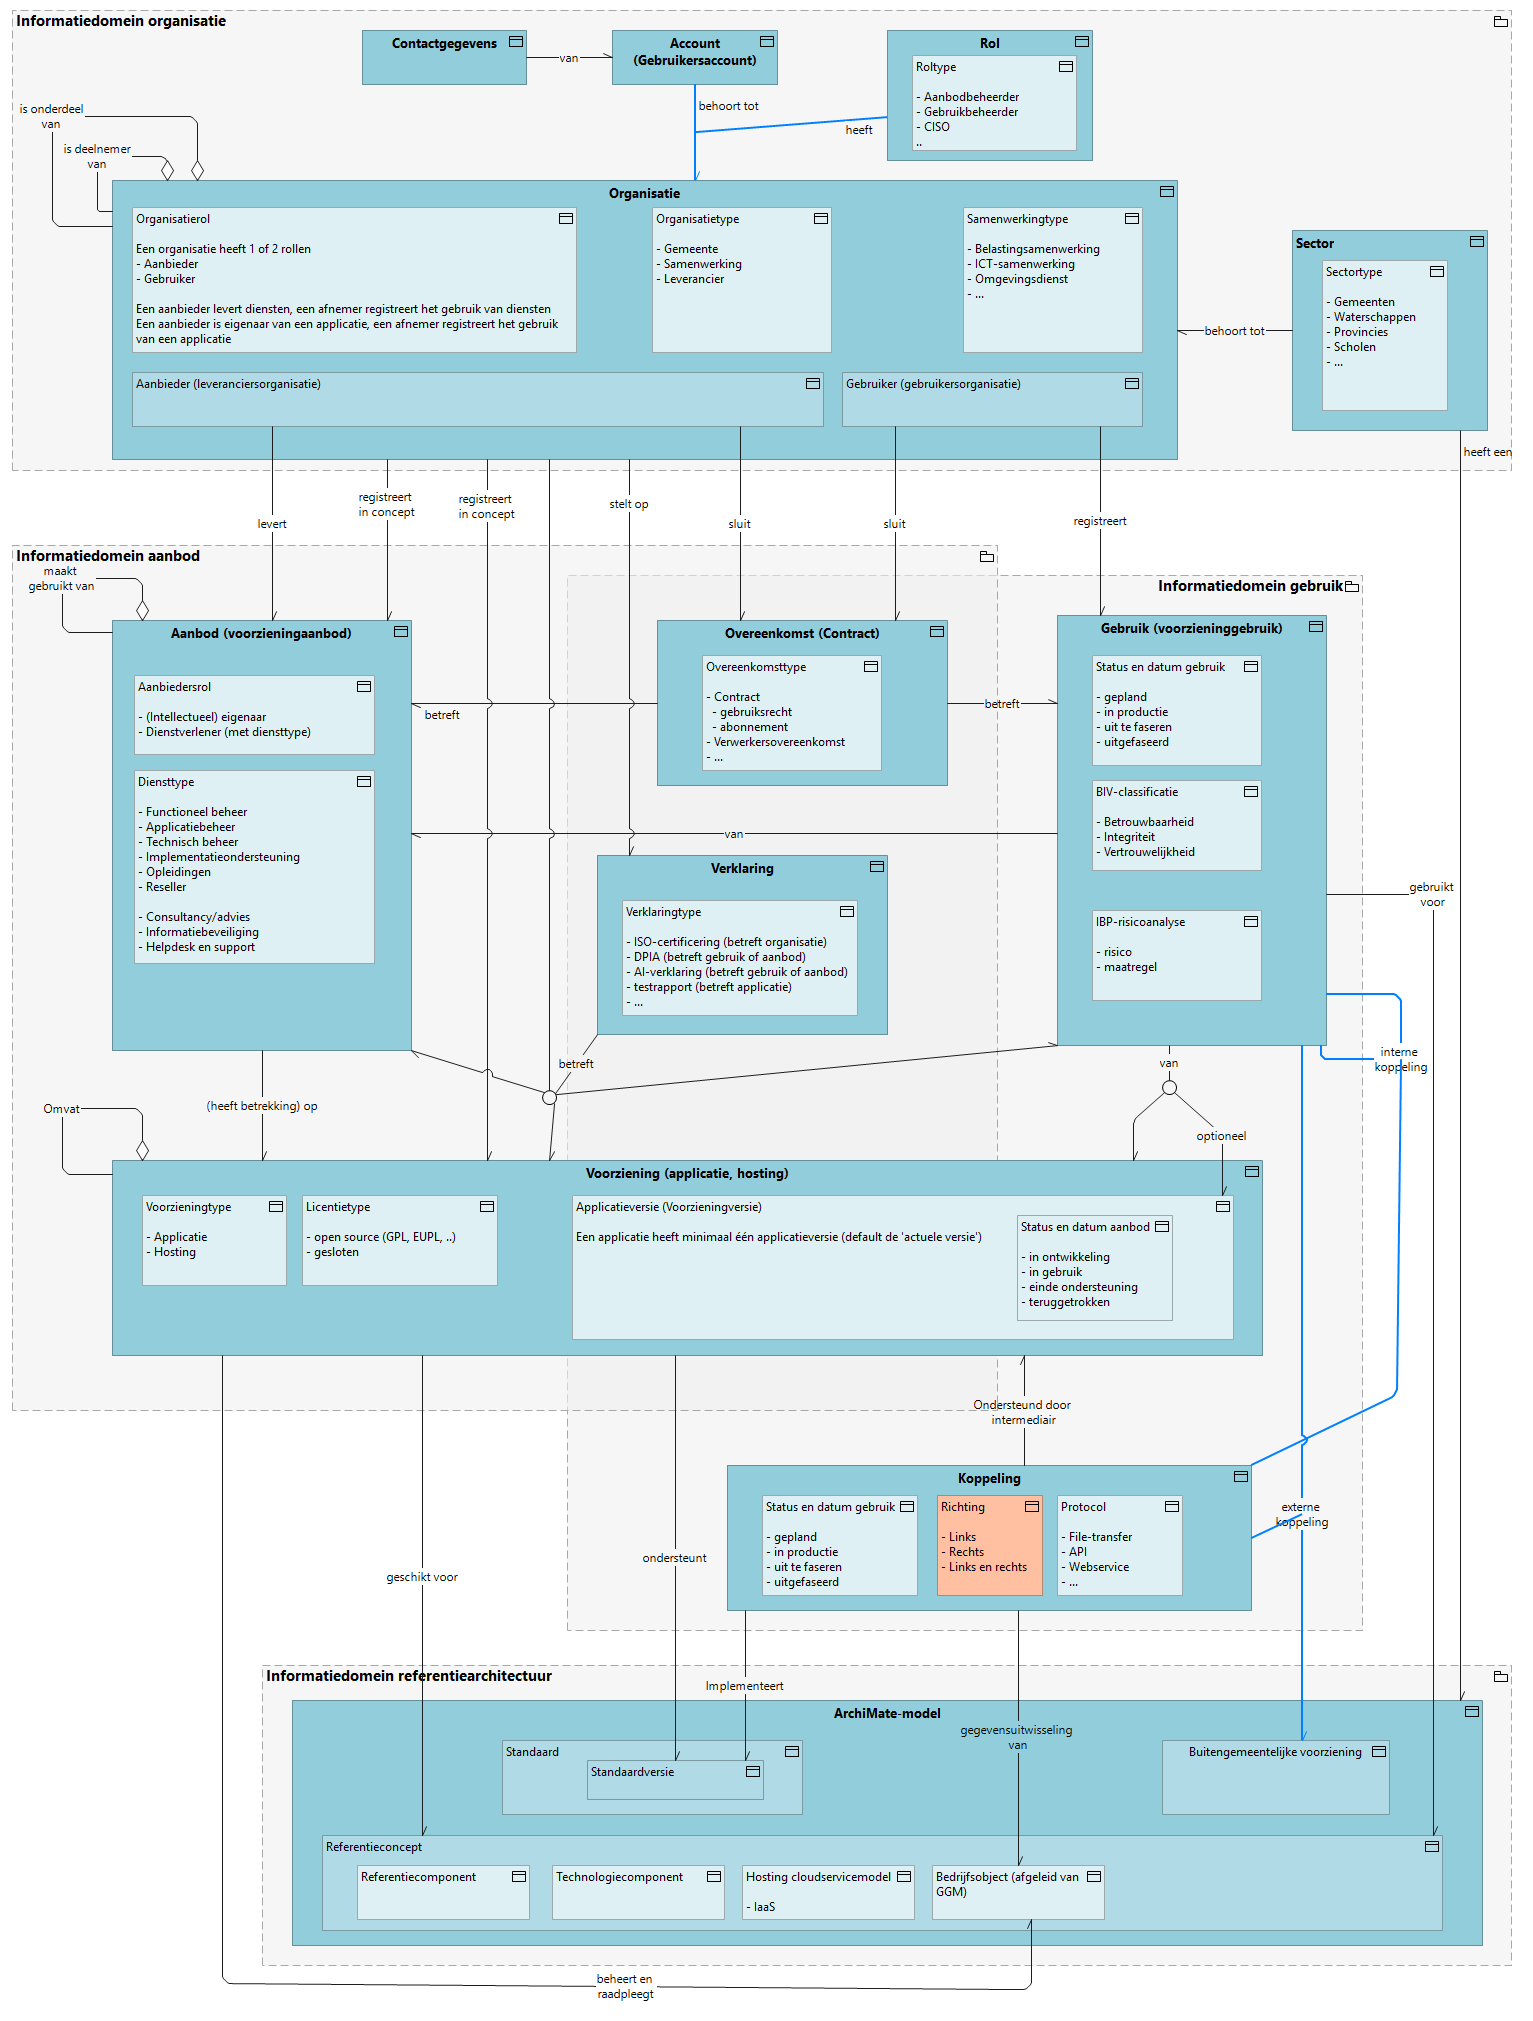 Informatiedomein organisatie
Contactgegevens
van
Account
(Gebruikersaccount)
Rol
Roltype
- Aanbodbeheerder
- Gebruikbeheerder
- CISO
..
behoort tot
heeft
is onderdeel
van
is deelnemer
van
Organisatie
Organisatierol
Een organisatie heeft 1 of 2 rollen
- Aanbieder
- Gebruiker
Een aanbieder levert diensten, een afnemer registreert het gebruik van diensten
Een aanbieder is eigenaar van een applicatie, een afnemer registreert het gebruik
van een applicatie
Organisatietype
- Gemeente
- Samenwerking
- Leverancier
Samenwerkingtype
- Belastingsamenwerking
- ICT-samenwerking
- Omgevingsdienst
- ...
Sector
Sectortype
- Gemeenten
- Waterschappen
- Provincies
- Scholen
- ...
behoort tot
Aanbieder (leveranciersorganisatie)
Gebruiker (gebruikersorganisatie)
heeft een
levert
registreert
in concept
registreert
in concept
stelt op
sluit
sluit
registreert
Informatiedomein aanbod
maakt
gebruikt van
Informatiedomein gebruik
Aanbod (voorzieningaanbod)
Aanbiedersrol
- (Intellectueel) eigenaar
- Dienstverlener (met diensttype)
Diensttype
- Functioneel beheer
- Applicatiebeheer
- Technisch beheer
- Implementatieondersteuning
- Opleidingen
- Reseller
- Consultancy/advies
- Informatiebeveiliging
- Helpdesk en support
betreft
Overeenkomst (Contract)
Overeenkomsttype
- Contract
- gebruiksrecht
- abonnement
- Verwerkersovereenkomst
- ...
betreft
Gebruik (voorzieninggebruik)
Status en datum gebruik
- gepland
- in productie
- uit te faseren
- uitgefaseerd
BIV-classificatie
- Betrouwbaarheid
- Integriteit
- Vertrouwelijkheid
IBP-risicoanalyse
- risico
- maatregel
van
Verklaring
Verklaringtype
- ISO-certificering (betreft organisatie)
- DPIA (betreft gebruik of aanbod)
- AI-verklaring (betreft gebruik of aanbod)
- testrapport (betreft applicatie)
- ...
gebruikt
voor
betreft
van
interne
koppeling
(heeft betrekking) op
Omvat
optioneel
Voorziening (applicatie, hosting)
Voorzieningtype
- Applicatie
- Hosting
Licentietype
- open source (GPL, EUPL, ..)
- gesloten
Applicatieversie (Voorzieningversie)
Een applicatie heeft minimaal één applicatieversie (default de 'actuele versie')
Status en datum aanbod
- in ontwikkeling
- in gebruik
- einde ondersteuning
- teruggetrokken
Ondersteund door
intermediair
Koppeling
Status en datum gebruik
- gepland
- in productie
- uit te faseren
- uitgefaseerd
Richting
- Links
- Rechts
- Links en rechts
Protocol
- File-transfer
- API
- Webservice
- ...
externe
koppeling
ondersteunt
geschikt voor
Informatiedomein referentiearchitectuur
Implementeert
ArchiMate-model
gegevensuitwisseling
van
Standaard
Standaardversie
Buitengemeentelijke voorziening
Referentieconcept
Referentiecomponent
Technologiecomponent
Hosting cloudservicemodel
- IaaS
Bedrijfsobject (afgeleid van
GGM)
beheert en
raadpleegt